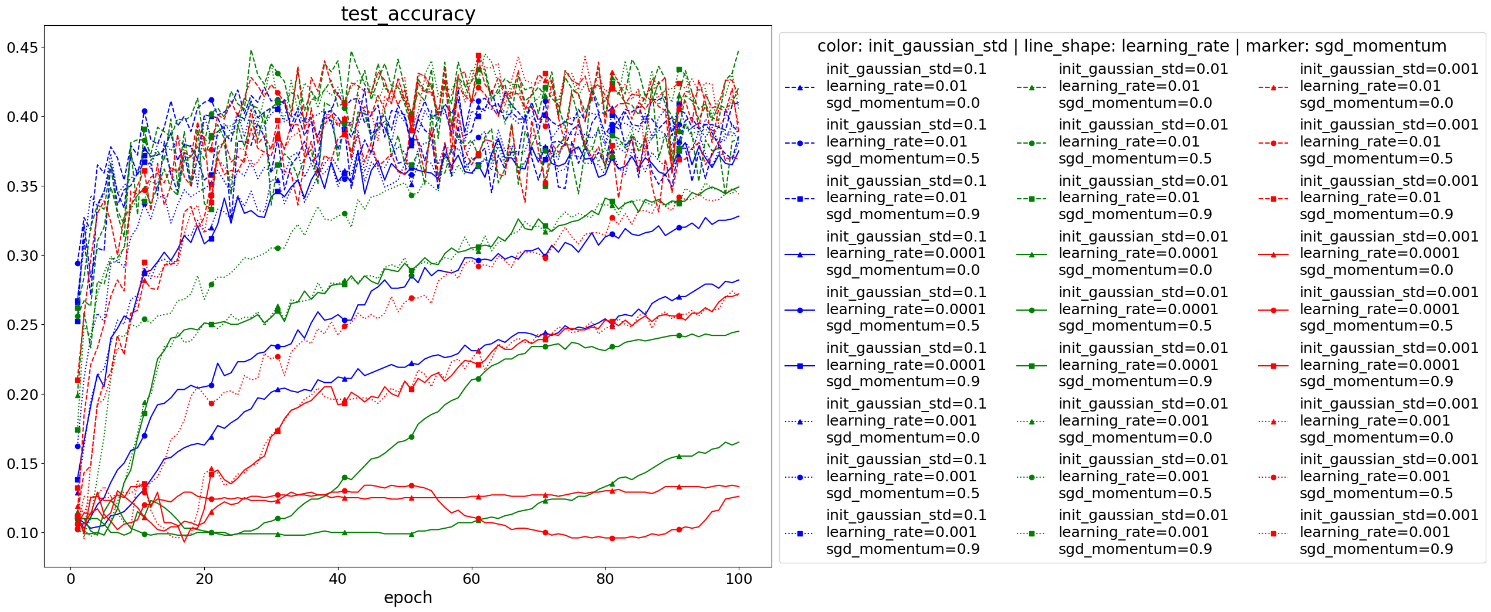 test_accuracy
0.45
0.40
0.35
0.30
0.25
0.20
0.15
0.10
0
20
40
60
80
100
epoch
color: init_gaussian_std | line_shape: learning_rate | marker: sgd_momentum
init_gaussian_std=0.1
learning_rate=0.01
sgd_momentum=0.0
init_gaussian_std=0.1
learning_rate=0.01
sgd_momentum=0.5
init_gaussian_std=0.1
learning_rate=0.01
sgd_momentum=0.9
init_gaussian_std=0.1
learning_rate=0.0001
sgd_momentum=0.0
init_gaussian_std=0.1
learning_rate=0.0001
sgd_momentum=0.5
init_gaussian_std=0.1
learning_rate=0.0001
sgd_momentum=0.9
init_gaussian_std=0.1
learning_rate=0.001
sgd_momentum=0.0
init_gaussian_std=0.1
learning_rate=0.001
sgd_momentum=0.5
init_gaussian_std=0.1
learning_rate=0.001
sgd_momentum=0.9
init_gaussian_std=0.01
learning_rate=0.01
sgd_momentum=0.0
init_gaussian_std=0.01
learning_rate=0.01
sgd_momentum=0.5
init_gaussian_std=0.01
learning_rate=0.01
sgd_momentum=0.9
init_gaussian_std=0.01
learning_rate=0.0001
sgd_momentum=0.0
init_gaussian_std=0.01
learning_rate=0.0001
sgd_momentum=0.5
init_gaussian_std=0.01
learning_rate=0.0001
sgd_momentum=0.9
init_gaussian_std=0.01
learning_rate=0.001
sgd_momentum=0.0
init_gaussian_std=0.01
learning_rate=0.001
sgd_momentum=0.5
init_gaussian_std=0.01
learning_rate=0.001
sgd_momentum=0.9
init_gaussian_std=0.001
learning_rate=0.01
sgd_momentum=0.0
init_gaussian_std=0.001
learning_rate=0.01
sgd_momentum=0.5
init_gaussian_std=0.001
learning_rate=0.01
sgd_momentum=0.9
init_gaussian_std=0.001
learning_rate=0.0001
sgd_momentum=0.0
init_gaussian_std=0.001
learning_rate=0.0001
sgd_momentum=0.5
init_gaussian_std=0.001
learning_rate=0.0001
sgd_momentum=0.9
init_gaussian_std=0.001
learning_rate=0.001
sgd_momentum=0.0
init_gaussian_std=0.001
learning_rate=0.001
sgd_momentum=0.5
init_gaussian_std=0.001
learning_rate=0.001
sgd_momentum=0.9